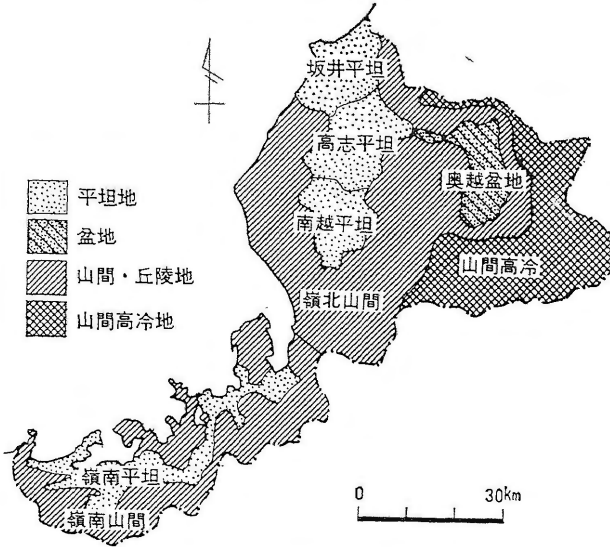 坂井平坦
高志平坦
奥越盆地
南越平坦
山間高冷
嶺北山間
平坦地
盆地
山間・丘陵地
山間高冷地
嶺南平坦
嶺南山間
0 30km